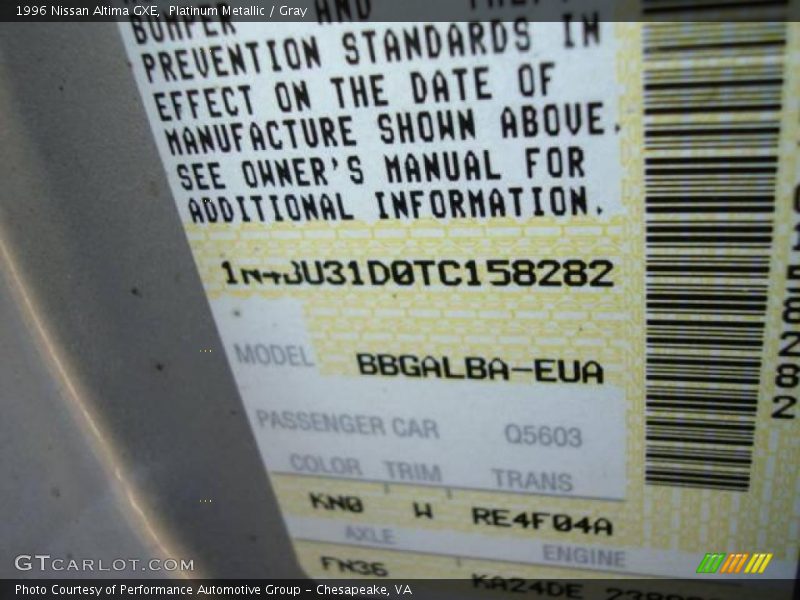 1996 Nissan Altima GXE, Platinum Metallic / Gray
BUMPER AND
PREVENTION STANDARDS IN
EFFECT ON THE DATE OF
MANUFACTURE SHOWN ABOVE.
SEE OWNER'S MANUAL FOR
ADDITIONAL INFORMATION.
1N4BU31D0TC158282
MODEL BBGALBA-EUA
PASSENGER CAR Q5603
COLOR TRIM TRANS
KN0 W RE4F04A
AXLE ENGINE
FN36 KA24DE
GTCARLOT.COM
Photo Courtesy of Performance Automotive Group - Chesapeake, VA